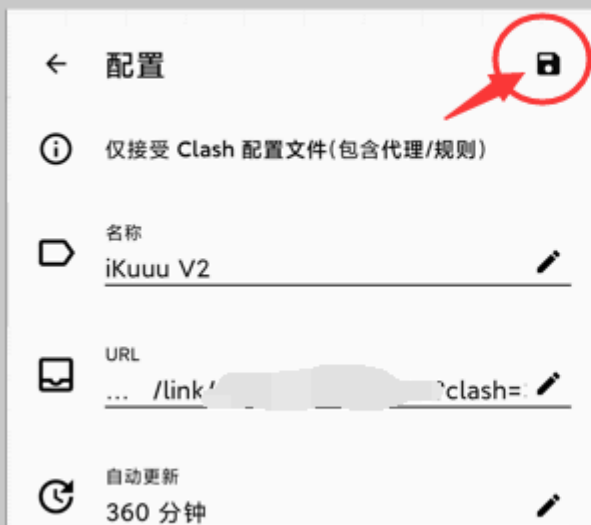 配置
仅接受 Clash 配置文件(包含代理/规则)
名称
iKuuu V2
URL
... /link/ ?clash=
自动更新
360 分钟